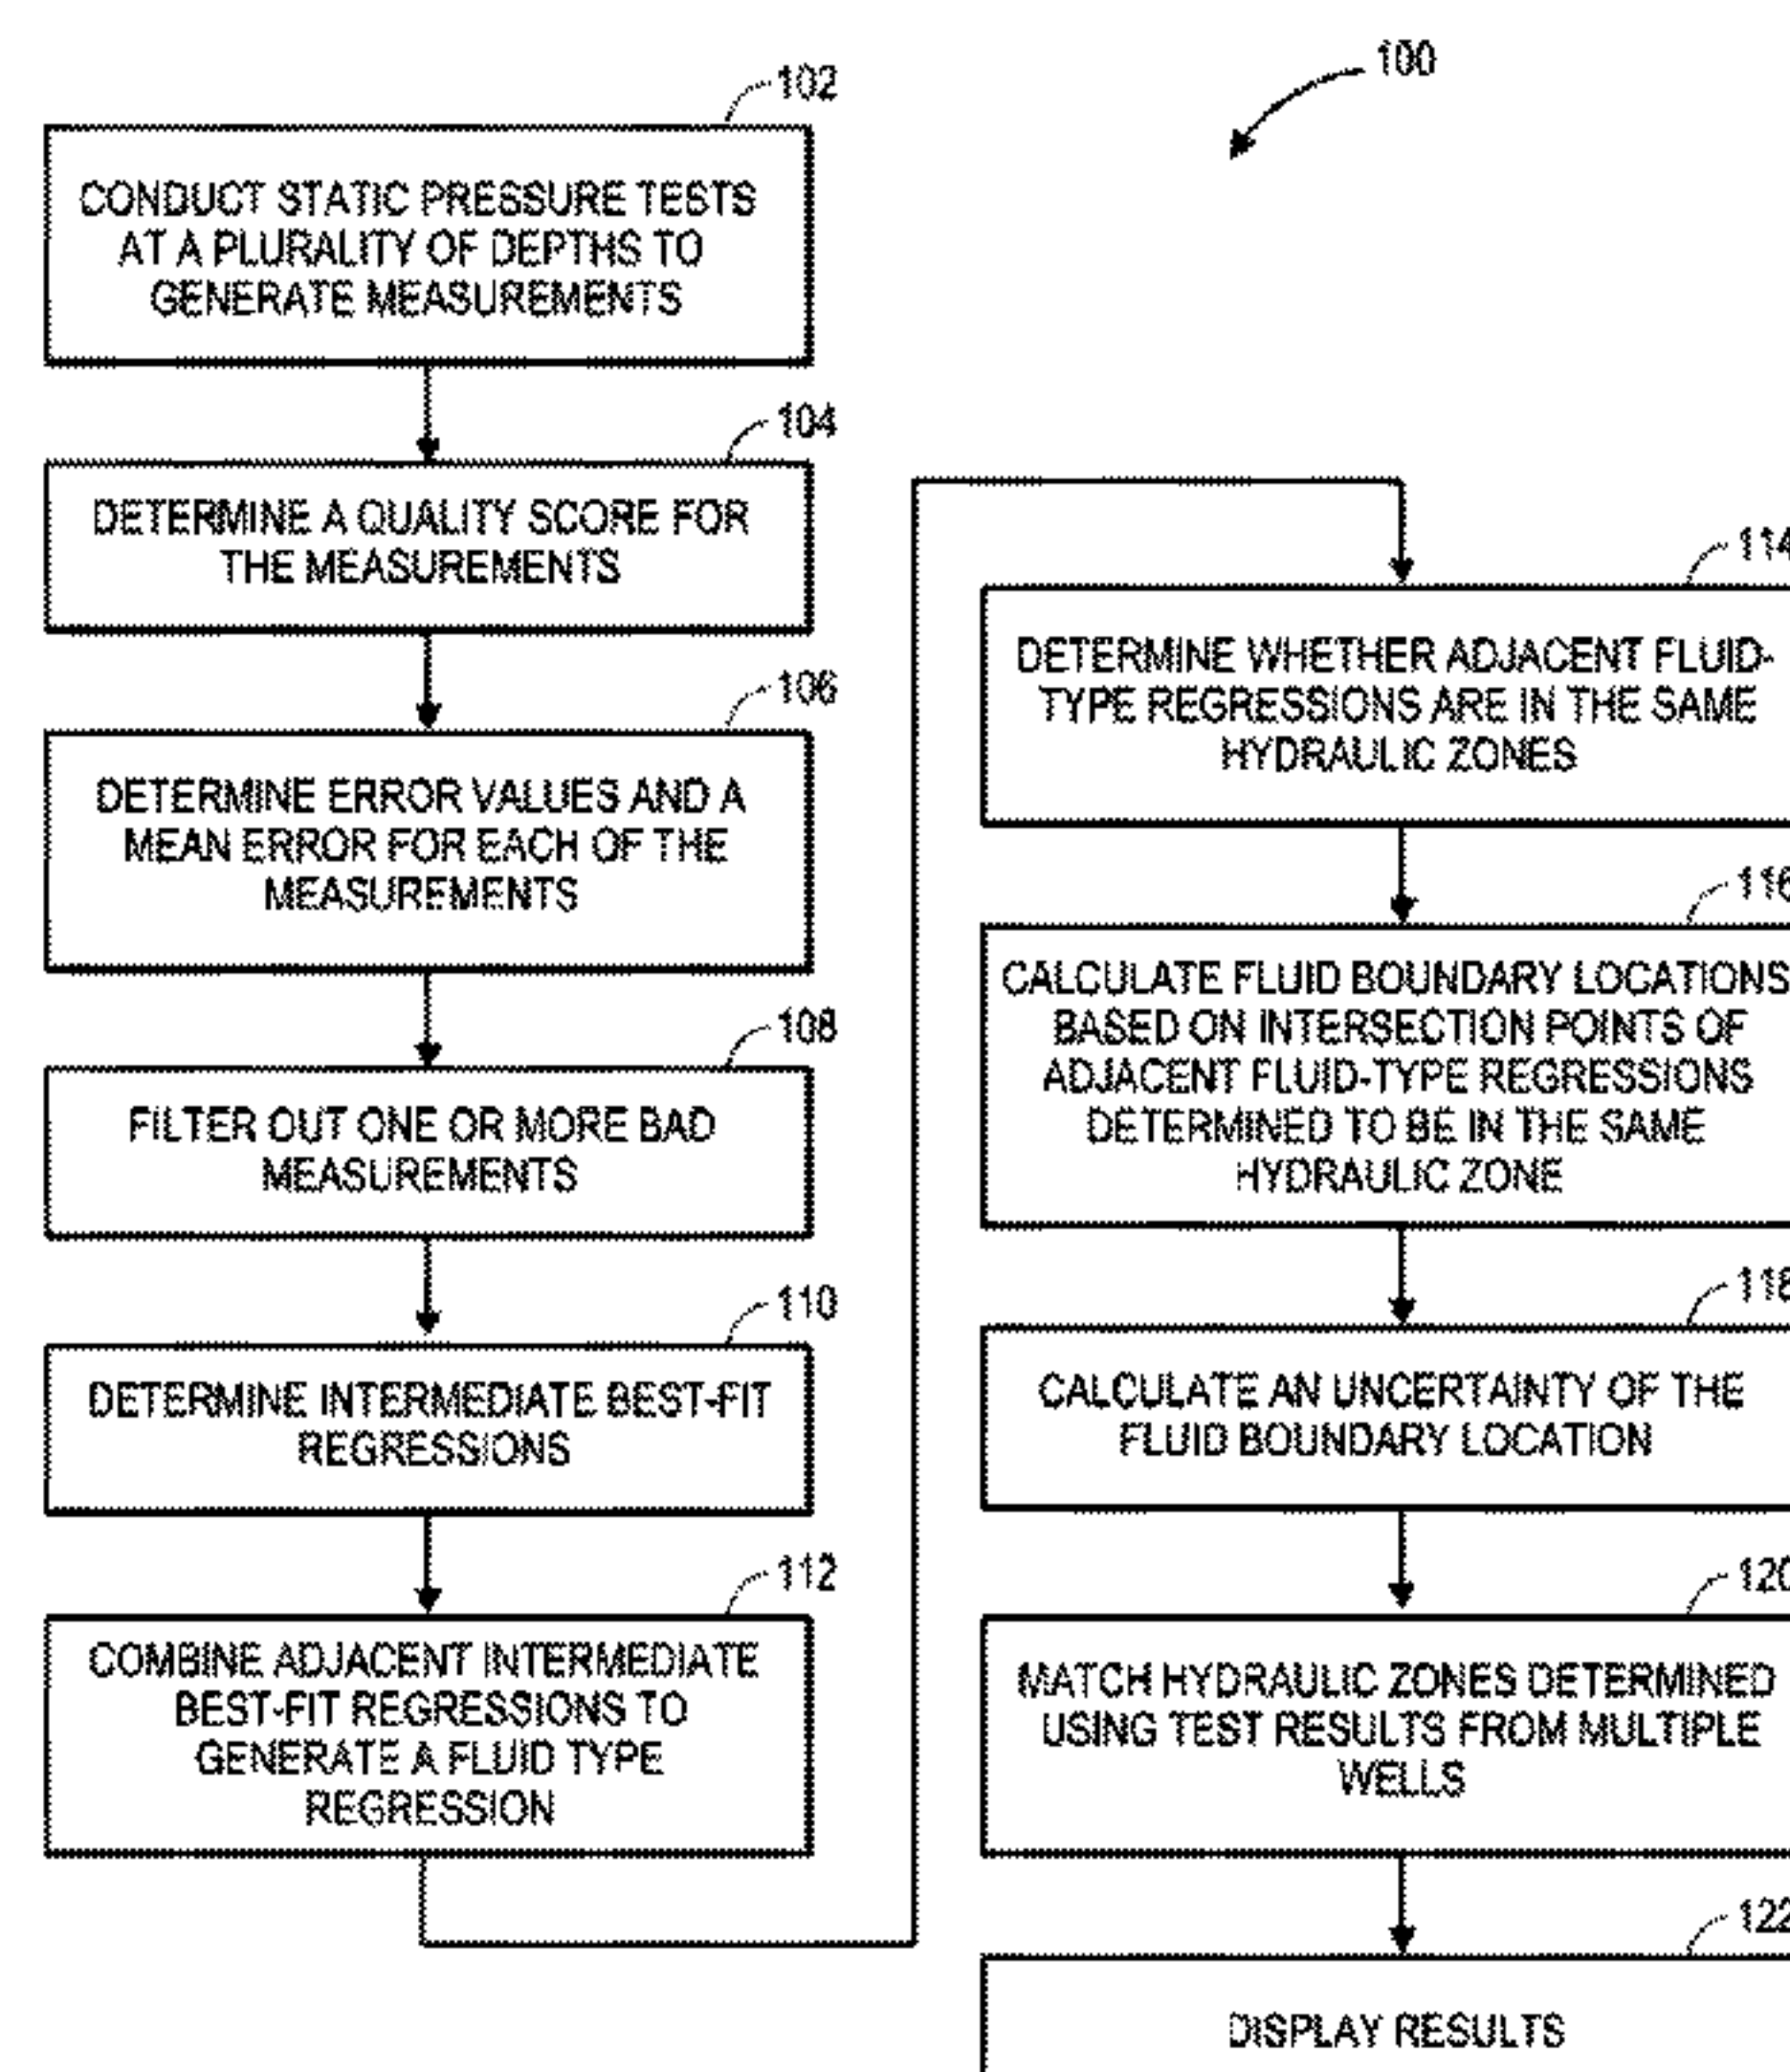 100
102
CONDUCT STATIC PRESSURE TESTS
AT A PLURALITY OF DEPTHS TO
GENERATE MEASUREMENTS
104
DETERMINE A QUALITY SCORE FOR
THE MEASUREMENTS
106
DETERMINE ERROR VALUES AND A
MEAN ERROR FOR EACH OF THE
MEASUREMENTS
108
FILTER OUT ONE OR MORE BAD
MEASUREMENTS
110
DETERMINE INTERMEDIATE BEST-FIT
REGRESSIONS
112
COMBINE ADJACENT INTERMEDIATE
BEST-FIT REGRESSIONS TO
GENERATE A FLUID TYPE
REGRESSION
114
DETERMINE WHETHER ADJACENT FLUID-
TYPE REGRESSIONS ARE IN THE SAME
HYDRAULIC ZONES
116
CALCULATE FLUID BOUNDARY LOCATIONS
BASED ON INTERSECTION POINTS OF
ADJACENT FLUID-TYPE REGRESSIONS
DETERMINED TO BE IN THE SAME
HYDRAULIC ZONE
118
CALCULATE AN UNCERTAINTY OF THE
FLUID BOUNDARY LOCATION
120
MATCH HYDRAULIC ZONES DETERMINED
USING TEST RESULTS FROM MULTIPLE
WELLS
122
DISPLAY RESULTS